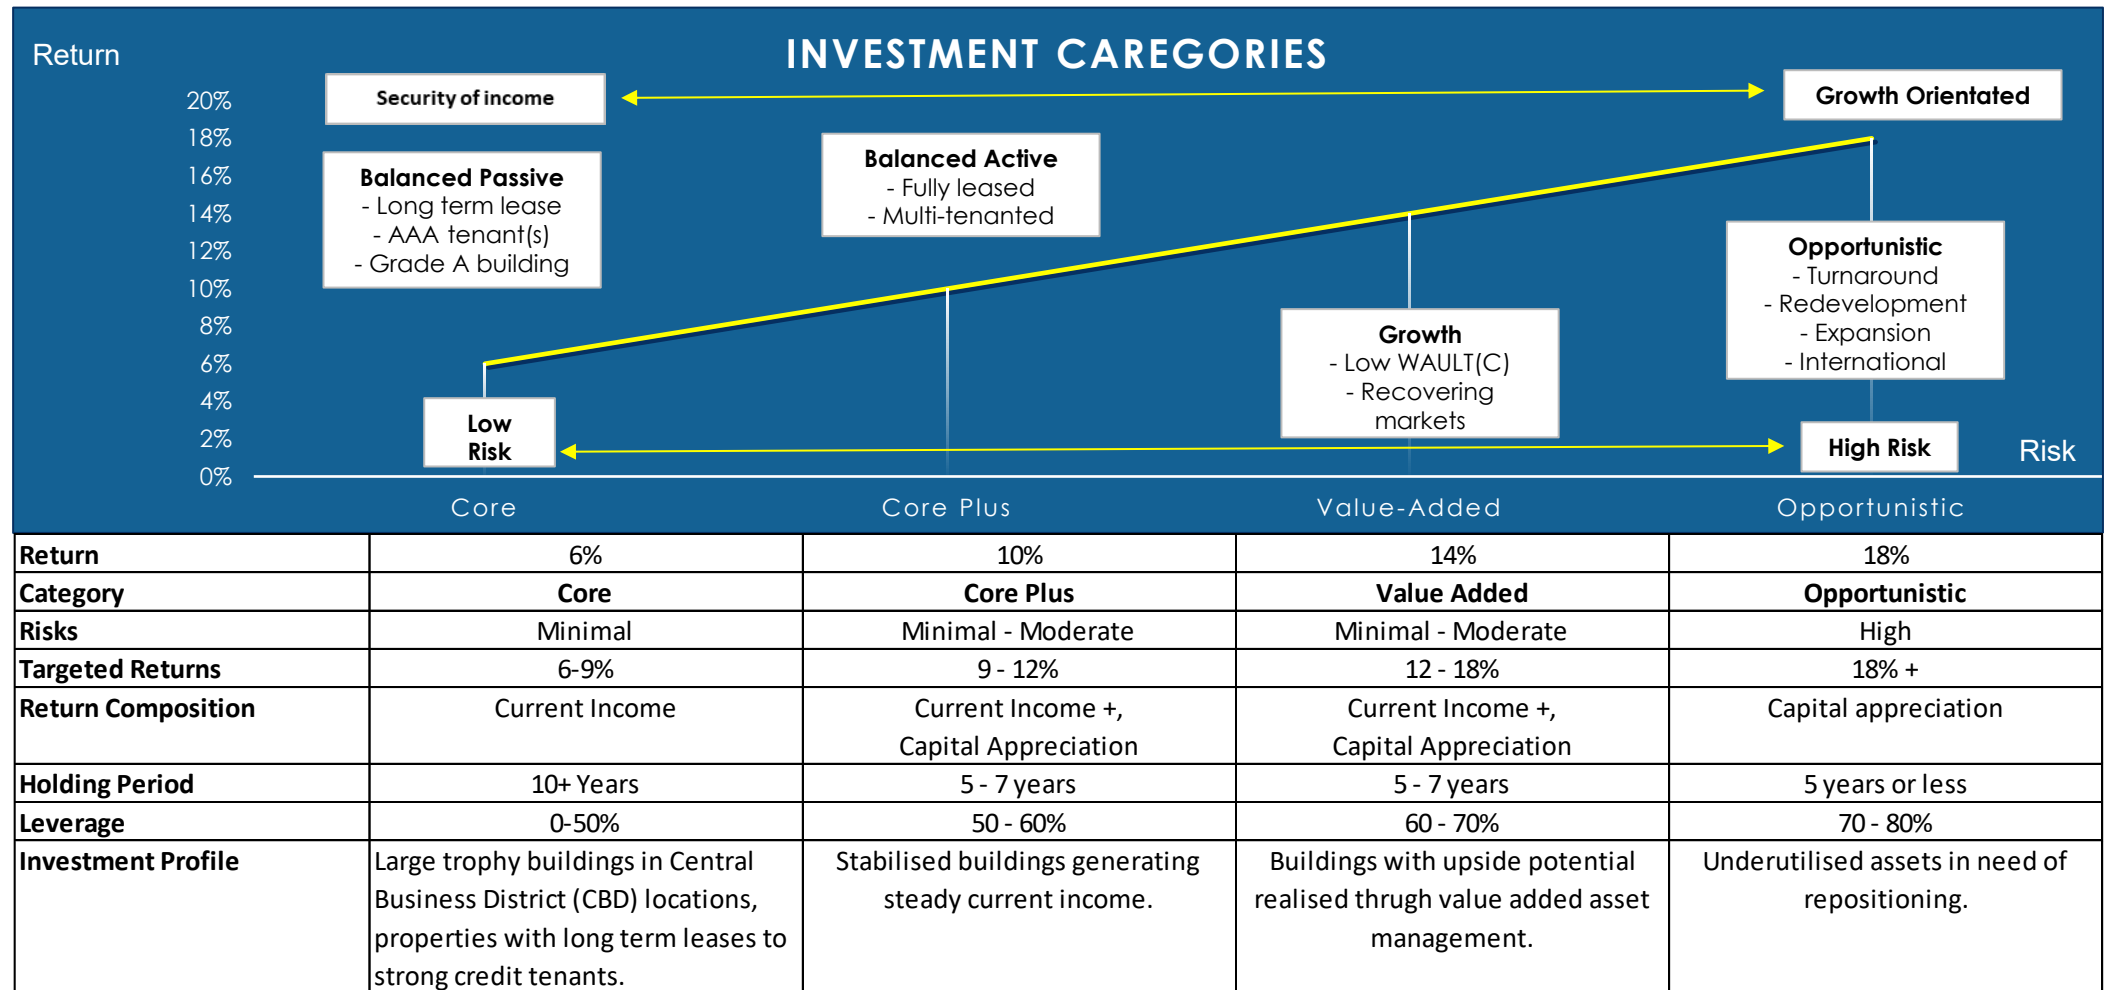 Return
INVESTMENT CAREGORIES
20%
18%
16%
14%
12%
10%
8%
6%
4%
2%
0%
Security of income
Growth Orientated
Balanced Passive
- Long term lease
- AAA tenant(s)
- Grade A building
Balanced Active
- Fully leased
- Multi-tenanted
Growth
- Low WAULT(C)
- Recovering
markets
Opportunistic
- Turnaround
- Redevelopment
- Expansion
- International
Low
Risk
High Risk
Risk
Core
Core Plus
Value-Added
Opportunistic
Return 6% 10% 14% 18%
Category Core Core Plus Value Added Opportunistic
Risks Minimal Minimal - Moderate Minimal - Moderate High
Targeted Returns 6-9% 9 - 12% 12 - 18% 18% +
Return Composition Current Income Current Income +, Current Income +, Capital appreciation
Capital Appreciation Capital Appreciation
Holding Period 10+ Years 5 - 7 years 5 - 7 years 5 years or less
Leverage 0-50% 50 - 60% 60 - 70% 70 - 80%
Investment Profile Large trophy buildings in Central Stabilised buildings generating Buildings with upside potential Underutilised assets in need of
Business District (CBD) locations, steady current income. realised thrugh value added asset repositioning.
properties with long term leases to management.
strong credit tenants.